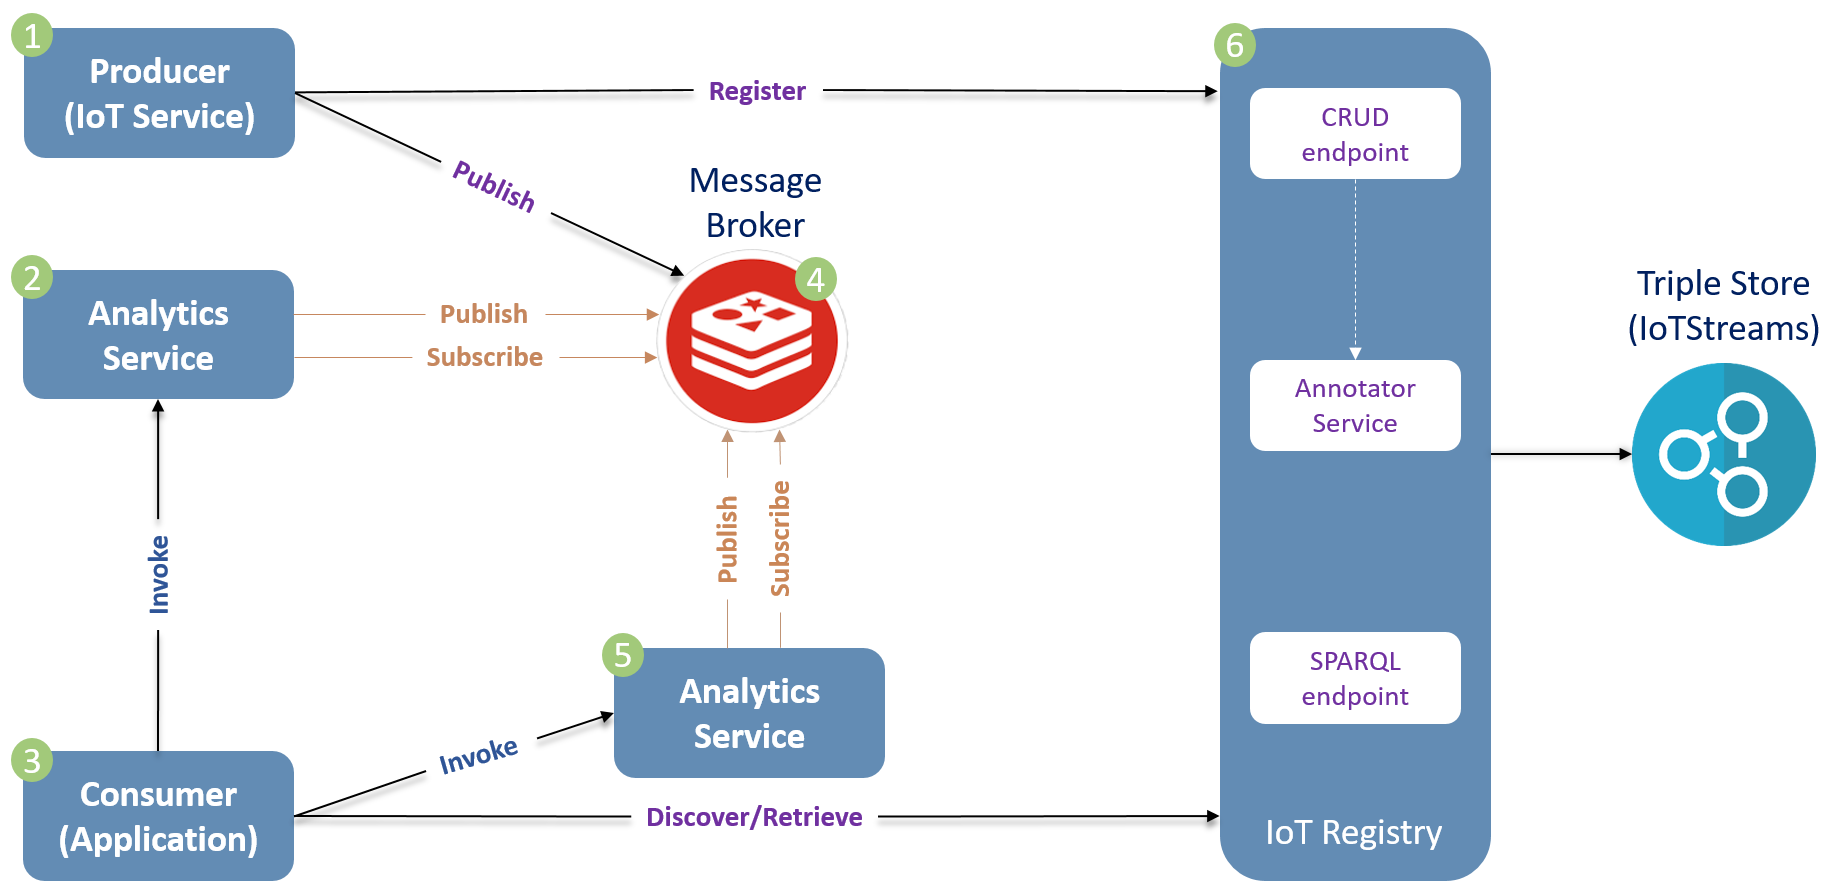 1
Producer
(IoT Service)
Register
6
CRUD
endpoint
Publish
Message
Broker
2
Analytics
Service
Publish
Subscribe
4
Triple Store
(IoTStreams)
Annotator
Service
Invoke
Publish
Subscribe
5
Analytics
Service
SPARQL
endpoint
3
Consumer
(Application)
Invoke
Discover/Retrieve
IoT Registry